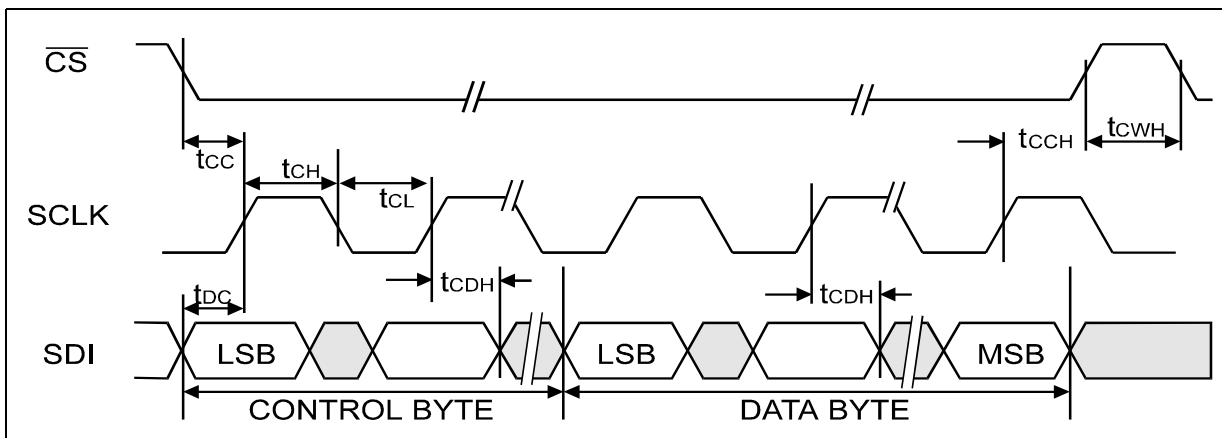 CS
tCC
tCH
tCL
tCCH
tCWH
SCLK
tDC
tCDH
tCDH
SDI
LSB
LSB
MSB
CONTROL BYTE
DATA BYTE